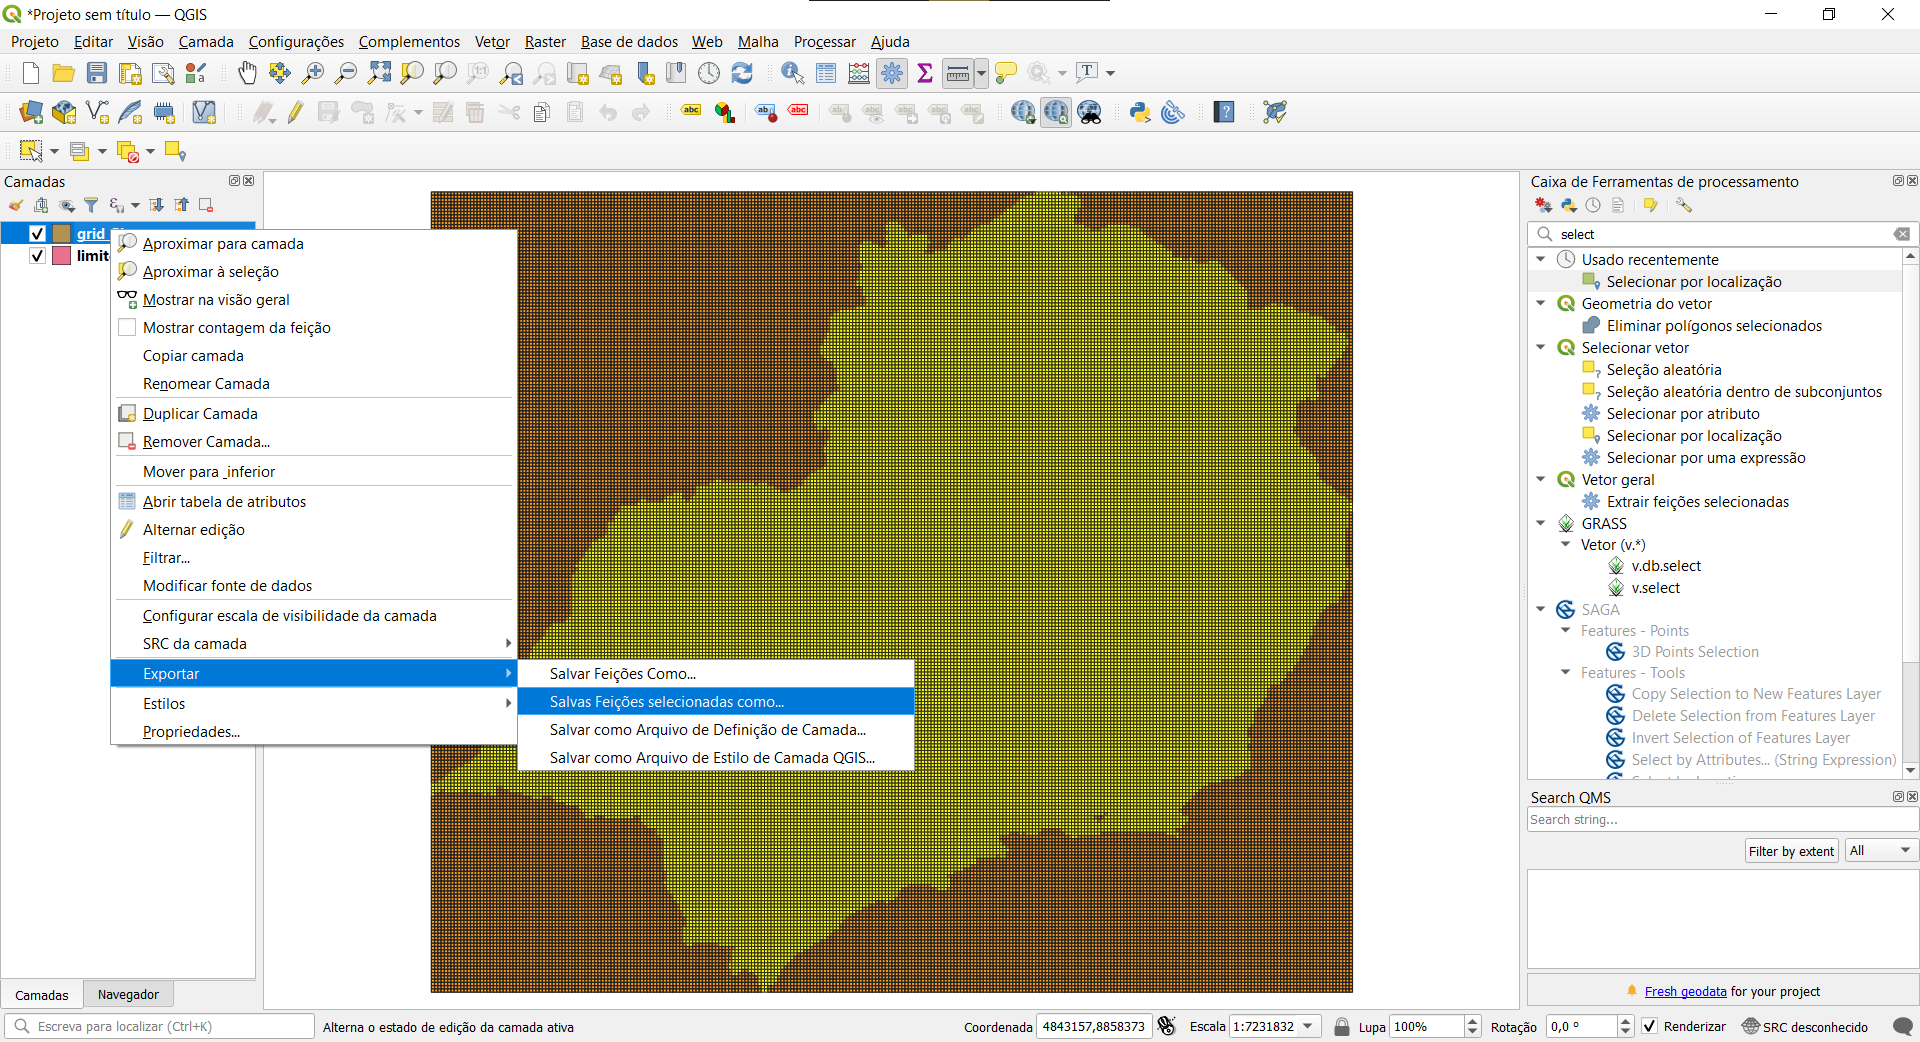 *Projeto sem título — QGIS
Projeto Editar Visão Camada Configurações Complementos Vetor Raster Base de dados Web Malha Processar Ajuda
Camadas
grid
limit
Aproximar para camada
Aproximar à seleção
Mostrar na visão geral
Mostrar contagem da feição
Copiar camada
Renomear Camada
Duplicar Camada
Remover Camada...
Mover para _inferior
Abrir tabela de atributos
Alternar edição
Filtrar...
Modificar fonte de dados
Configurar escala de visibilidade da camada
SRC da camada
Exportar
Estilos
Propriedades...
Salvar Feições Como...
Salvas Feições selecionadas como...
Salvar como Arquivo de Definição de Camada...
Salvar como Arquivo de Estilo de Camada QGIS...
Caixa de Ferramentas de processamento
select
Usado recentemente
Selecionar por localização
Geometria do vetor
Eliminar polígonos selecionados
Selecionar vetor
Seleção aleatória
Seleção aleatória dentro de subconjuntos
Selecionar por atributo
Selecionar por localização
Selecionar por uma expressão
Vetor geral
Extrair feições selecionadas
GRASS
Vetor (v.*)
v.db.select
v.select
SAGA
Features - Points
3D Points Selection
Features - Tools
Copy Selection to New Features Layer
Delete Selection from Features Layer
Invert Selection of Features Layer
Select by Attributes... (String Expression)
Search QMS
Search string...
Filter by extent All
Fresh geodata for your project
Camadas Navegador
Escreva para localizar (Ctrl+K) Alterna o estado de edição da camada ativa Coordenada 4843157,8858373 Escala 1:7231832 Lupa 100% Rotação 0,0 ° Renderizar SRC desconhecido